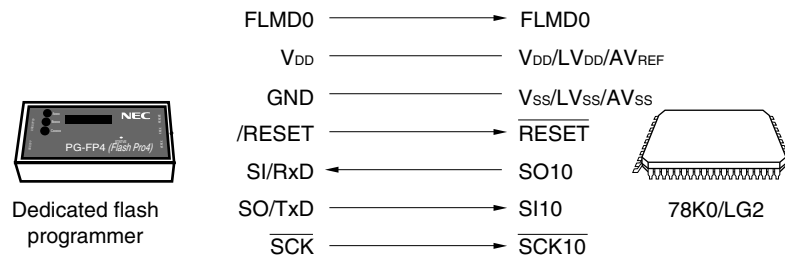 FLMD0 FLMD0
VDD VDD/LVDD/AVREF
GND VSS/LVSS/AVSS
/RESET RESET
SI/RxD SO10
SO/TxD SI10
SCK SCK10
NEC
PG-FP4 (Flash Pro4)
Dedicated flash
programmer
78K0/LG2